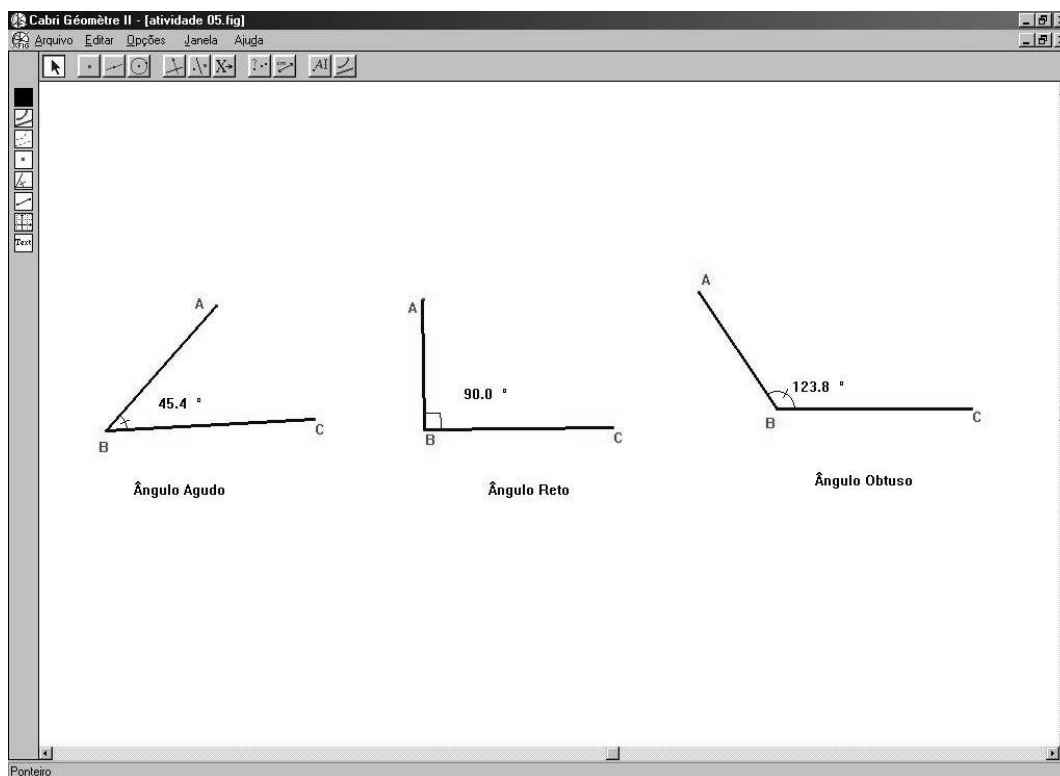 Cabri Géomètre II - [atividade 05.fig]
Arquivo Editar Opções Janela Ajuda
Text
A
45.4 °
B
C
Ângulo Agudo
A
90.0 °
B
C
Ângulo Reto
A
123.8 °
B
C
Ângulo Obtuso
Ponteiro